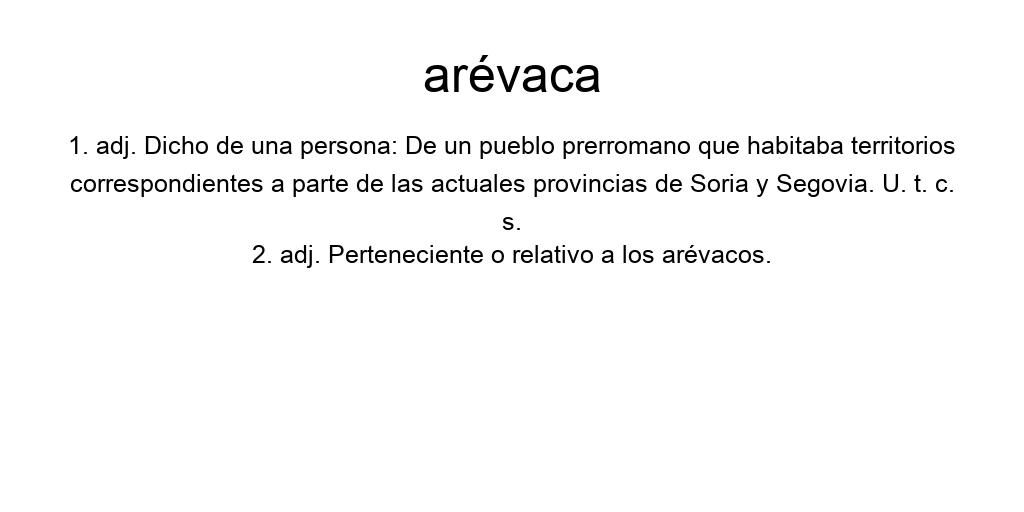 arévaca
1. adj. Dicho de una persona: De un pueblo prerromano que habitaba territorios
correspondientes a parte de las actuales provincias de Soria y Segovia. U. t. c.
s.
2. adj. Perteneciente o relativo a los arévacos.